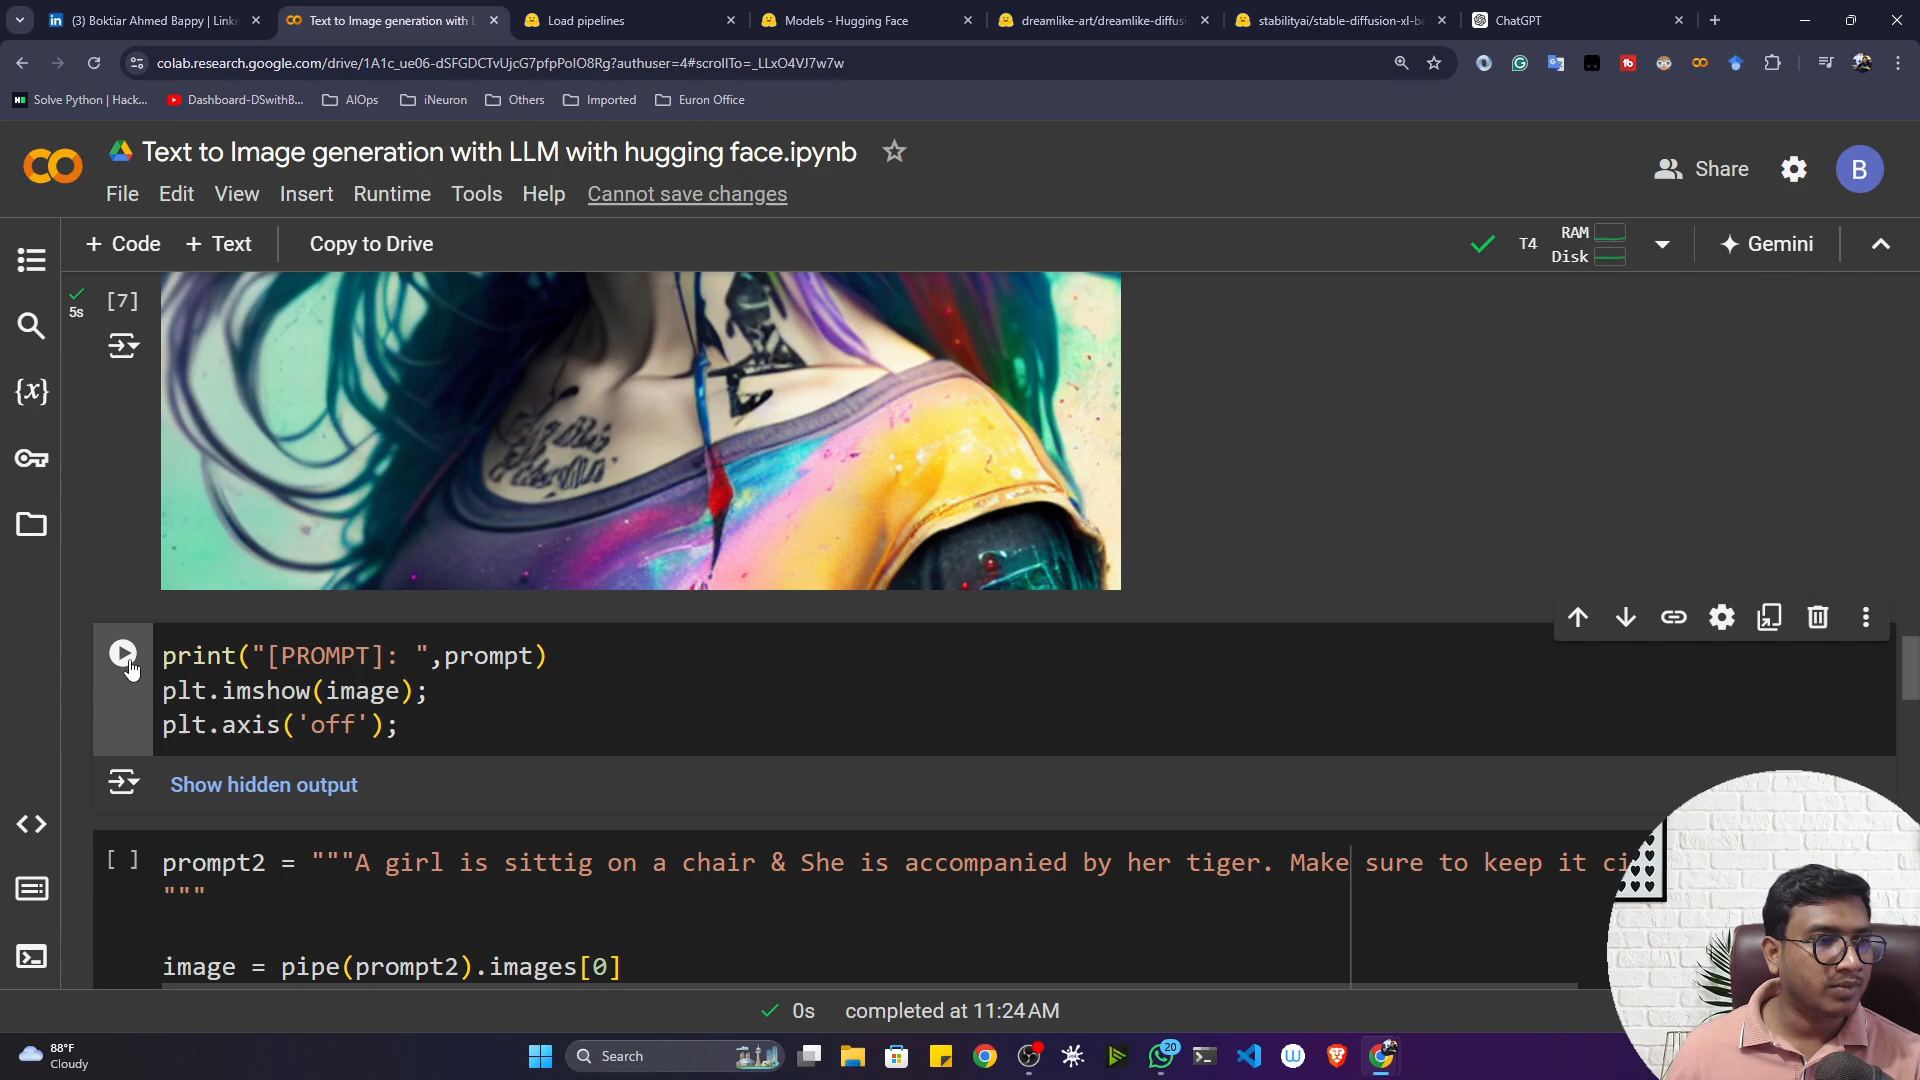 (3) Boktiar Ahmed Bappy | Linke
Text to Image generation with L
Load pipelines
Models - Hugging Face
dreamlike-art/dreamlike-diffusi
stabilityai/stable-diffusion-xl-ba
ChatGPT
colab.research.google.com/drive/1A1c_ue06-dSFGDCTvUjcG7pfpPoIO8Rg?authuser=4#scrollTo=_LLxO4VJ7w7w
Solve Python | Hack...
Dashboard-DSwithB...
AIOps
iNeuron
Others
Imported
Euron Office
Text to Image generation with LLM with hugging face.ipynb
Share
B
File Edit View Insert Runtime Tools Help Cannot save changes
+ Code + Text Copy to Drive
T4
RAM
Disk
Gemini
[7]
5s
print("[PROMPT]: ",prompt)
plt.imshow(image);
plt.axis('off');
Show hidden output
[ ] prompt2 = """A girl is sittig on a chair & She is accompanied by her tiger. Make sure to keep it ci
"""
image = pipe(prompt2).images[0]
0s completed at 11:24 AM
88°F
Cloudy
Search
20